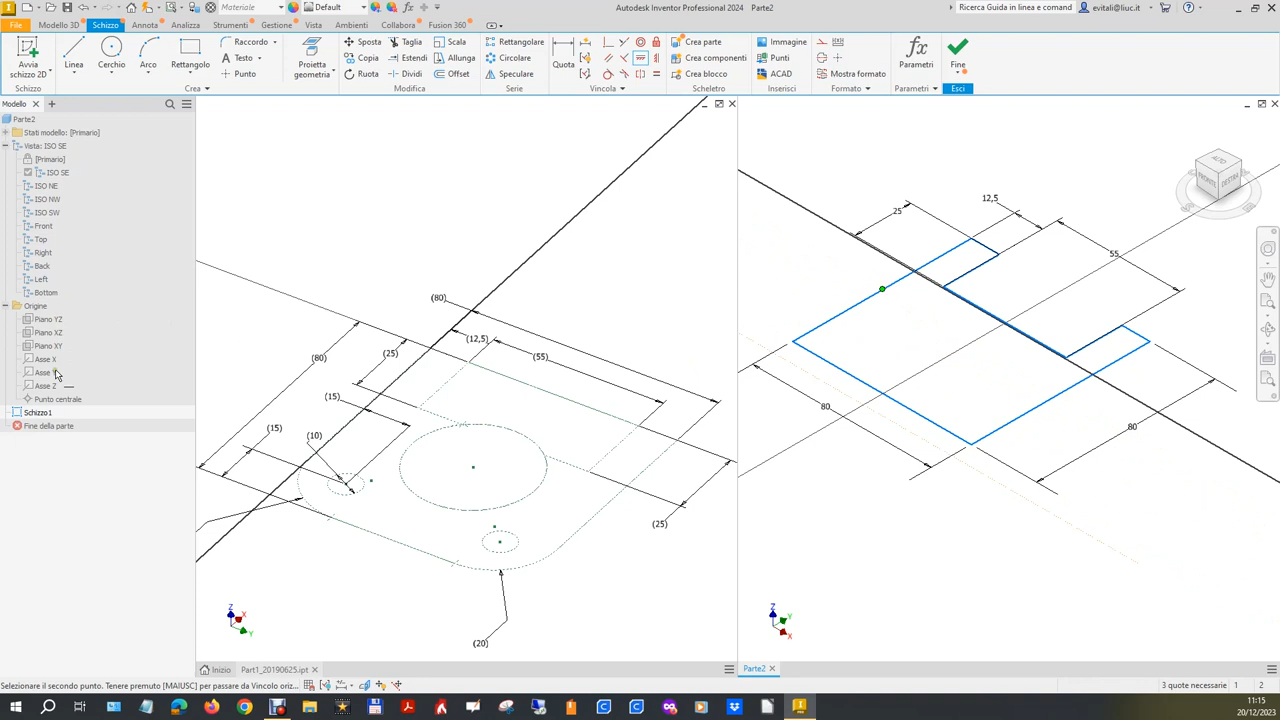 Materiale
Default
Autodesk Inventor Professional 2024
Parte2
Ricerca Guida in linea e comand
evitali@liuc.it
File
Modello 3D
Schizzo
Annota
Analizza
Strumenti
Gestione
Vista
Ambienti
Collabora
Fusion 360
Avvia
schizzo 2D
Linea
Cerchio
Arco
Rettangolo
Raccordo
Testo
Punto
Proietta
geometria
Sposta
Copia
Ruota
Taglia
Estendi
Dividi
Scala
Allunga
Offset
Rettangolare
Circolare
Speculare
Quota
Crea parte
Crea componenti
Crea blocco
Immagine
Punti
ACAD
Mostra formato
fx
Parametri
Fine
Schizzo
Crea
Modifica
Serie
Vincola
Scheletro
Inserisci
Formato
Parametri
Esci
Modello
Parte2
Stati modello: [Primario]
Vista: ISO SE
[Primario]
ISO SE
ISO NE
ISO NW
ISO SW
Front
Top
Right
Back
Left
Bottom
Origine
Piano YZ
Piano XZ
Piano XY
Asse X
Asse
Asse Z
Punto centrale
Schizzo1
Fine della parte
(80)
(12,5)
(55)
(80)
(25)
(15)
(15)
(10)
(25)
(20)
Z
X
Y
ALTO
FRONTE
DESTRA
25
12,5
55
80
80
Z
Y
X
Inizio
Part1_20190625.ipt
Parte2
Selezionare il secondo punto. Tenere premuto [MAIUSC] per passare da Vincolo oriz...
3 quote necessarie
1
2
11:15
20/12/2023